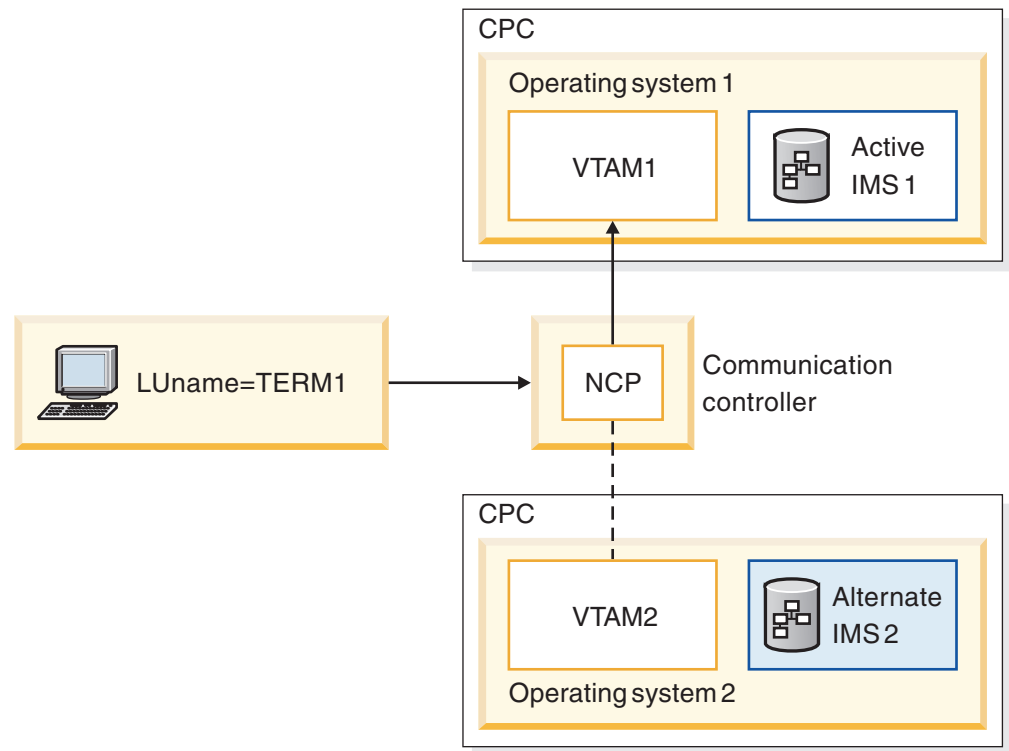 CPC
Operating system 1
VTAM1
Active
IMS 1
LUname=TERM1
NCP
Communication
controller
CPC
VTAM2
Alternate
IMS 2
Operating system 2